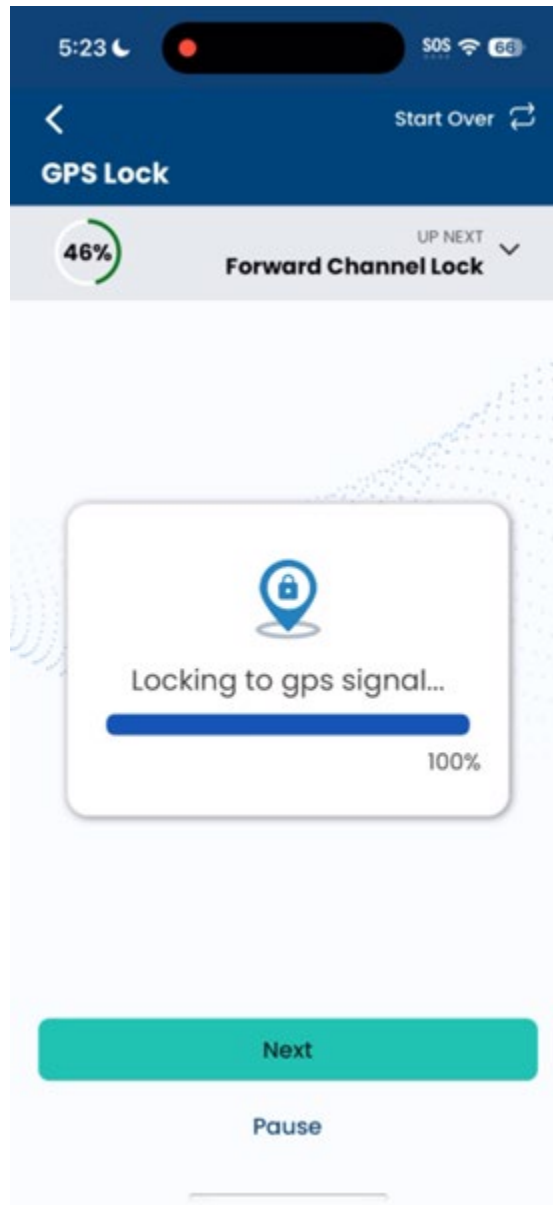 5:23
SOS 66
Start Over
GPS Lock
46%
UP NEXT
Forward Channel Lock
Locking to gps signal...
100%
Next
Pause